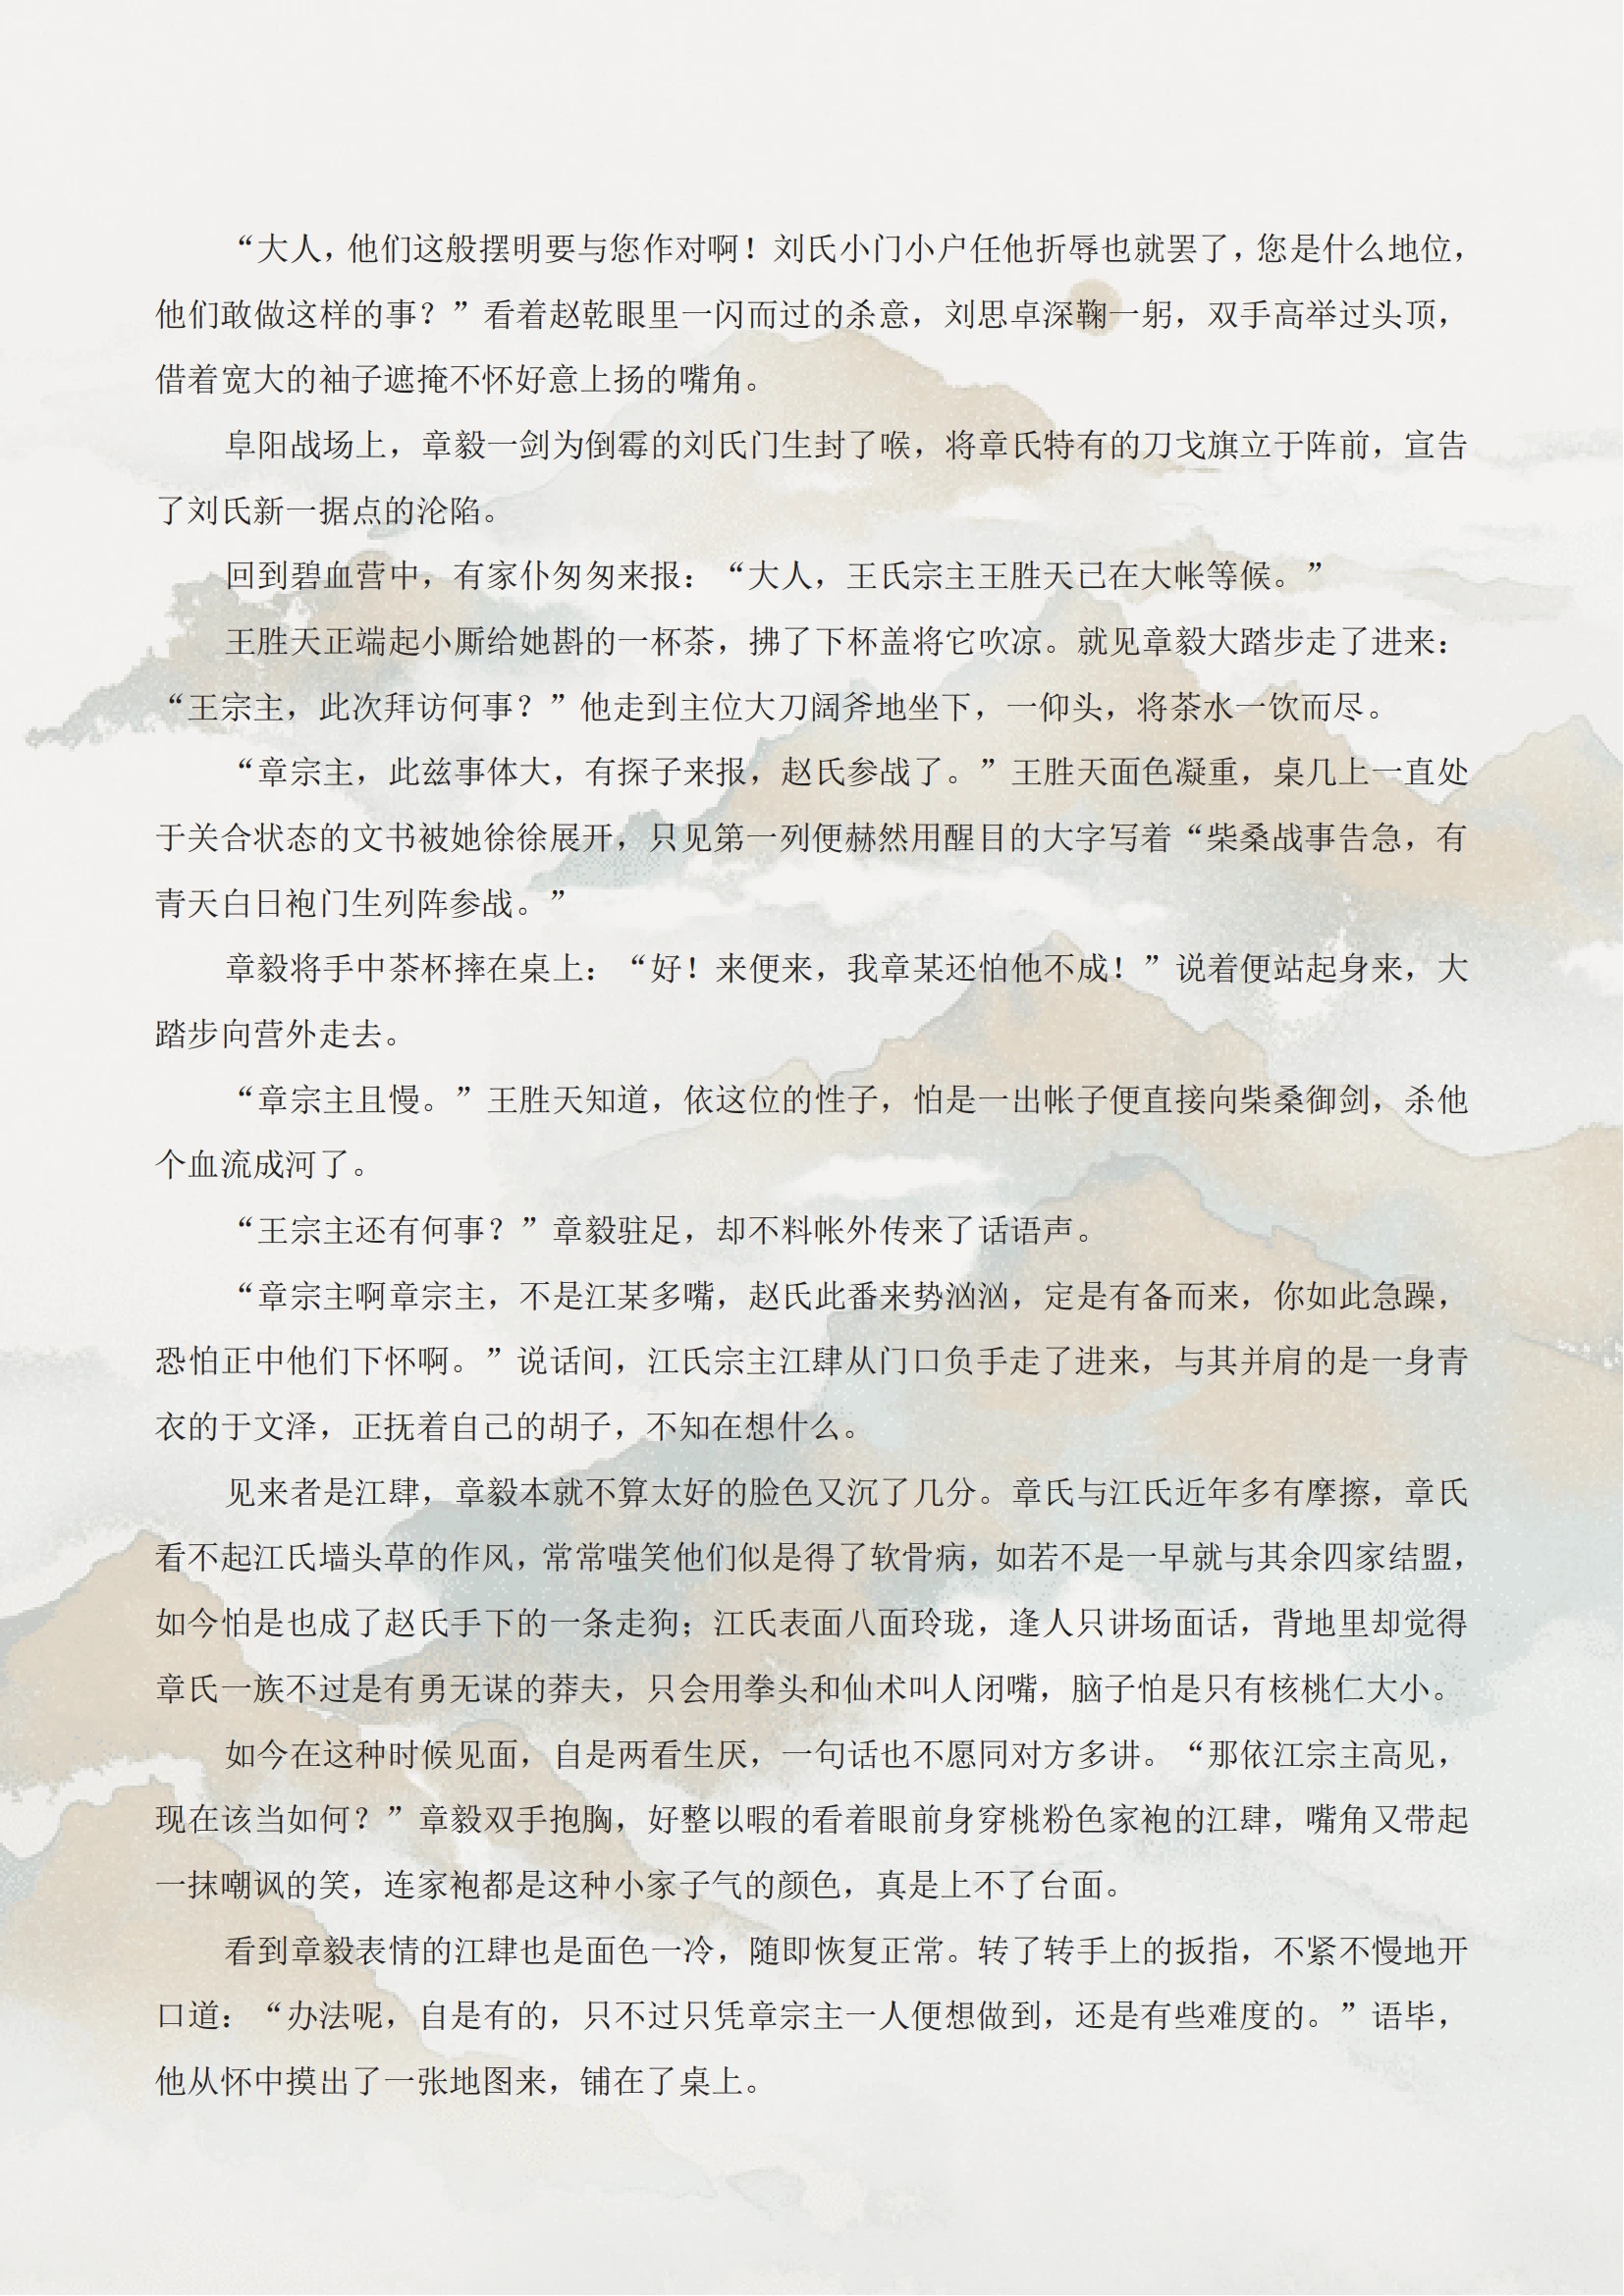 “大人，他们这般摆明要与您作对啊！刘氏小门小户任他折辱也就罢了，您是什么地位，
他们敢做这样的事？”看着赵乾眼里一闪而过的杀意，刘思卓深鞠一躬，双手高举过头顶，
借着宽大的袖子遮掩不怀好意上扬的嘴角。
阜阳战场上，章毅一剑为倒霉的刘氏门生封了喉，将章氏特有的刀戈旗立于阵前，宣告
了刘氏新一据点的沦陷。
回到碧血营中，有家仆匆匆来报：“大人，王氏宗主王胜天已在大帐等候。”
王胜天正端起小厮给她斟的一杯茶，拂了下杯盖将它吹凉。就见章毅大踏步走了进来：
“王宗主，此次拜访何事？”他走到主位大刀阔斧地坐下，一仰头，将茶水一饮而尽。
“章宗主，此兹事体大，有探子来报，赵氏参战了。”王胜天面色凝重，桌几上一直处
于关合状态的文书被她徐徐展开，只见第一列便赫然用醒目的大字写着“柴桑战事告急，有
青天白日袍门生列阵参战。”
章毅将手中茶杯摔在桌上：“好！来便来，我章某还怕他不成！”说着便站起身来，大
踏步向营外走去。
“章宗主且慢。”王胜天知道，依这位的性子，怕是一出帐子便直接向柴桑御剑，杀他
个血流成河了。
“王宗主还有何事？”章毅驻足，却不料帐外传来了话语声。
“章宗主啊章宗主，不是江某多嘴，赵氏此番来势汹汹，定是有备而来，你如此急躁，
恐怕正中他们下怀啊。”说话间，江氏宗主江肆从门口负手走了进来，与其并肩的是一身青
衣的于文泽，正抚着自己的胡子，不知在想什么。
见来者是江肆，章毅本就不算太好的脸色又沉了几分。章氏与江氏近年多有摩擦，章氏
看不起江氏墙头草的作风，常常嗤笑他们似是得了软骨病，如若不是一早就与其余四家结盟，
如今怕是也成了赵氏手下的一条走狗；江氏表面八面玲珑，逢人只讲场面话，背地里却觉得
章氏一族不过是有勇无谋的莽夫，只会用拳头和仙术叫人闭嘴，脑子怕是只有核桃仁大小。
如今在这种时候见面，自是两看生厌，一句话也不愿同对方多讲。“那依江宗主高见，
现在该当如何？”章毅双手抱胸，好整以暇的看着眼前身穿桃粉色家袍的江肆，嘴角又带起
一抹嘲讽的笑，连家袍都是这种小家子气的颜色，真是上不了台面。
看到章毅表情的江肆也是面色一冷，随即恢复正常。转了转手上的扳指，不紧不慢地开
口道：“办法呢，自是有的，只不过只凭章宗主一人便想做到，还是有些难度的。”语毕，
他从怀中摸出了一张地图来，铺在了桌上。